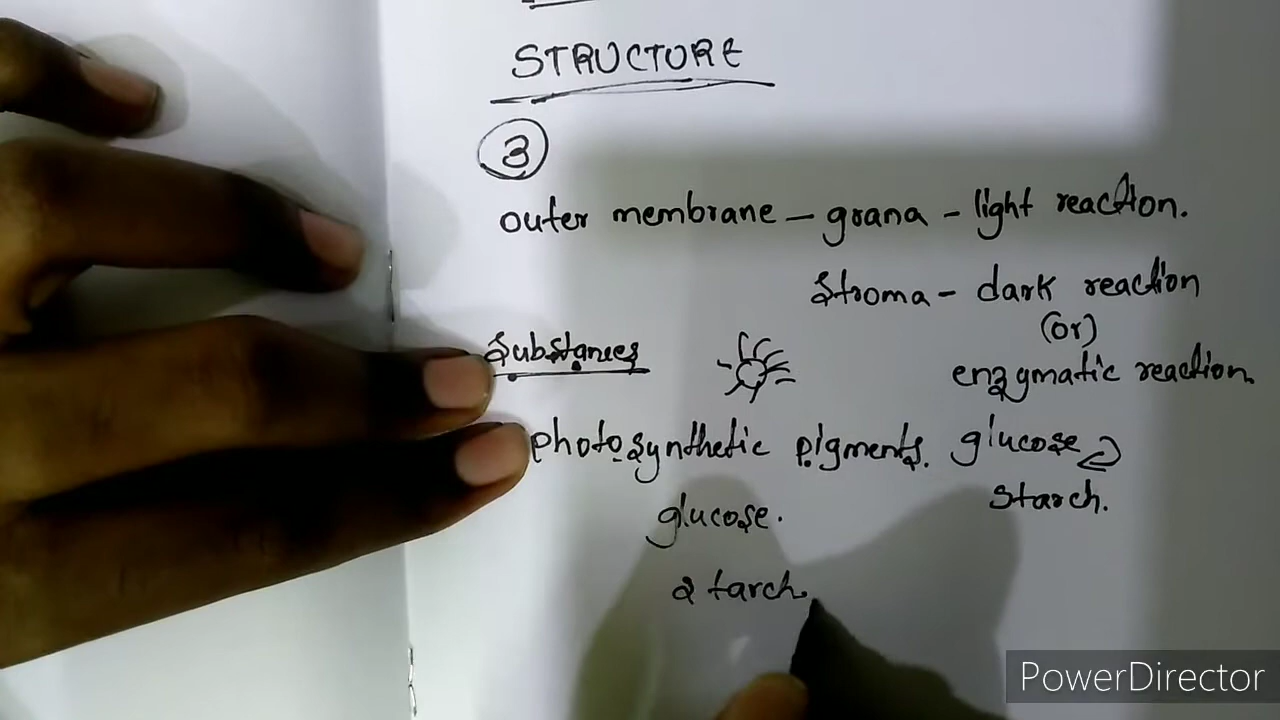 STRUCTURE
3
outer membrane - grana - light reaction.
Stroma - dark reaction
(or)
enzymatic reaction.
Substances
photosynthetic pigments. glucose
starch.
glucose.
starch.
PowerDirector